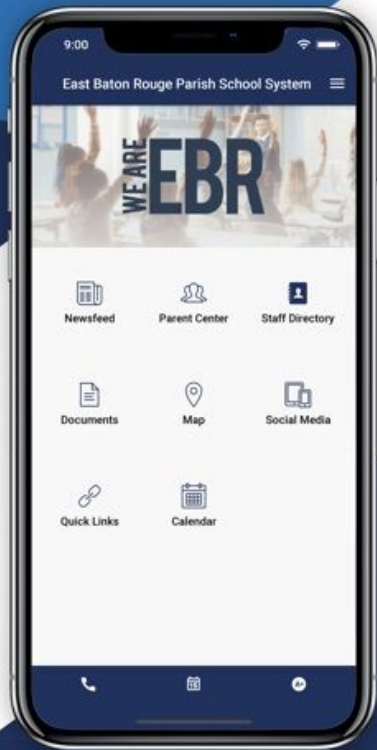 9:00
East Baton Rouge Parish School System
WE ARE
EBR
Newsfeed
Parent Center
Staff Directory
Documents
Map
Social Media
Quick Links
Calendar
A+